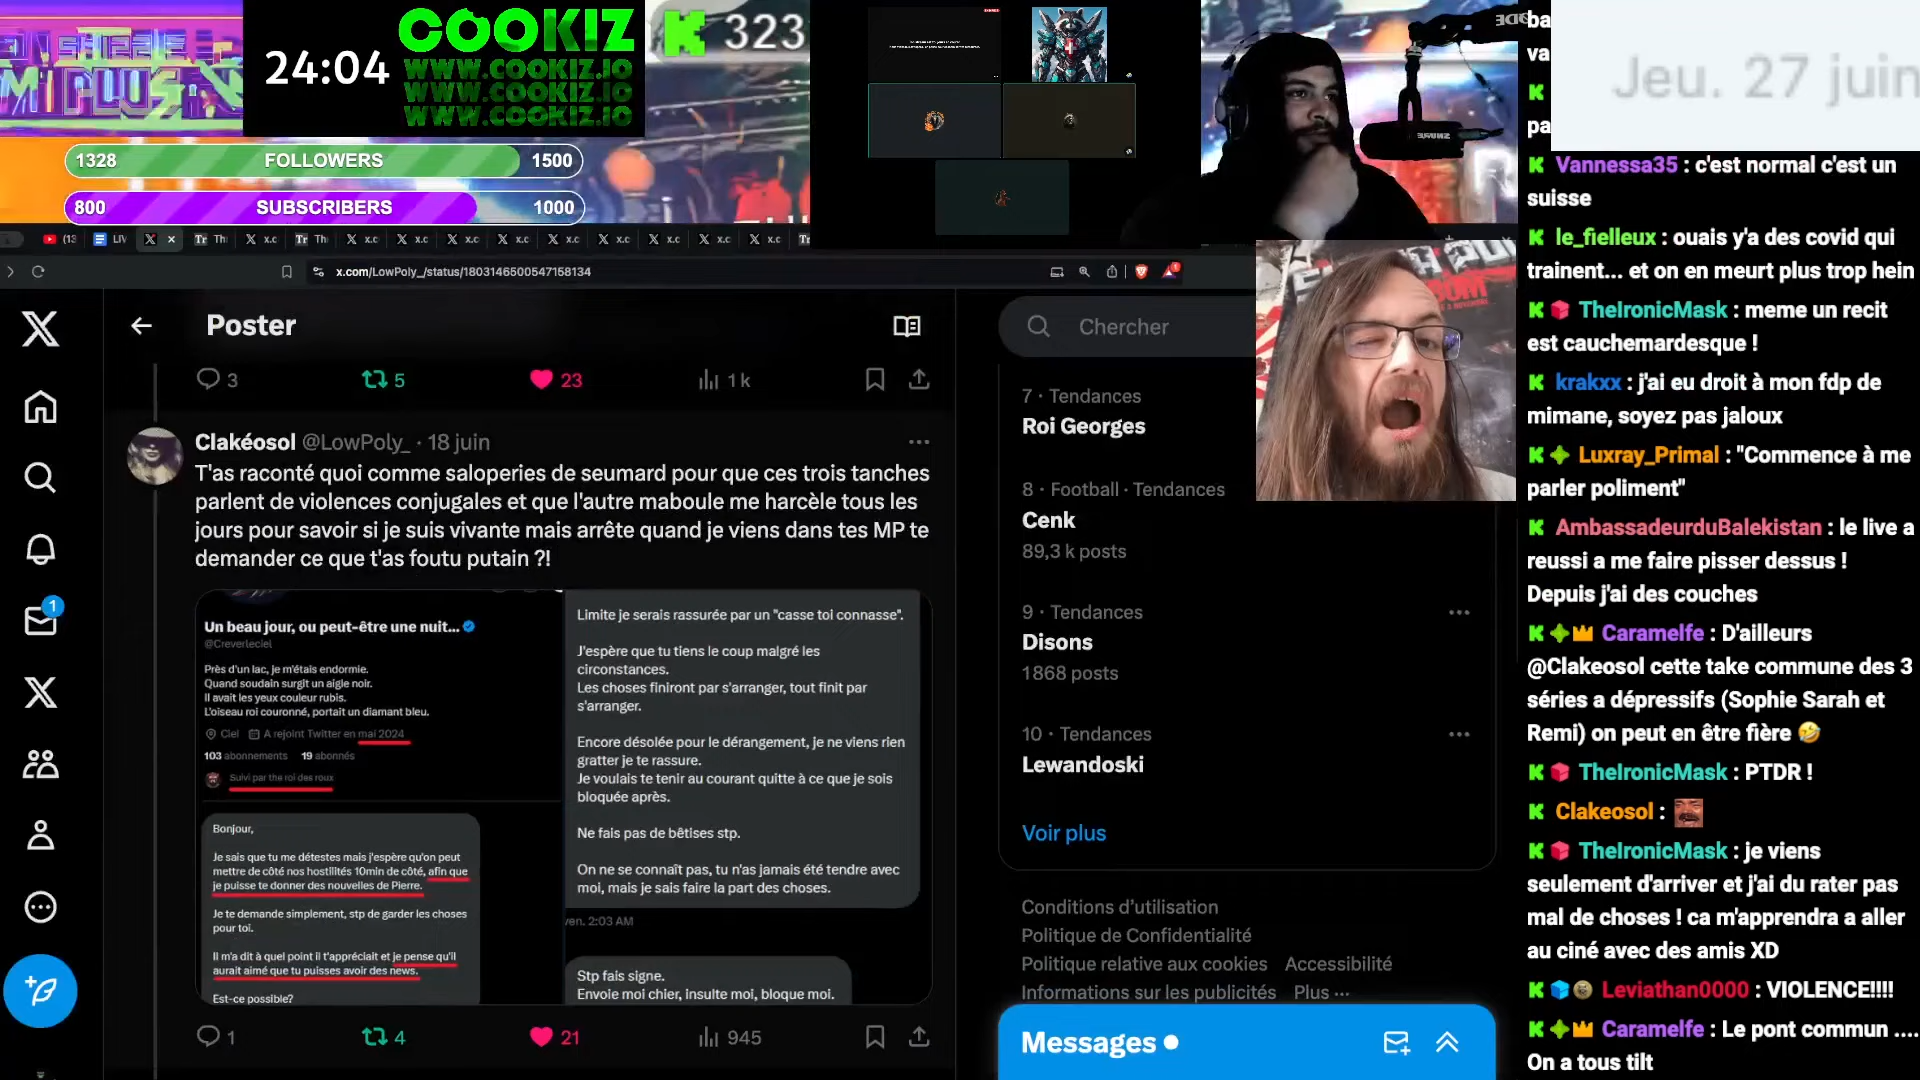 24:04
COOKIZ
WWW.COOKIZ.IO
WWW.COOKIZ.IO
WWW.COOKIZ.IO
323
1328 FOLLOWERS 1500
800 SUBSCRIBERS 1000
Jeu. 27 juin
x.com/LowPoly_/status/1803146500547158134
Poster
3 5 23 1 k
Clakéosol @LowPoly_ · 18 juin
T'as raconté quoi comme saloperies de seumard pour que ces trois tanches
parlent de violences conjugales et que l'autre maboule me harcèle tous les
jours pour savoir si je suis vivante mais arrête quand je viens dans tes MP te
demander ce que t'as foutu putain ?!
Un beau jour, ou peut-être une nuit...
@Creverleciel
Près d'un lac, je m'étais endormie.
Quand soudain surgît un aigle noir.
Il avait les yeux couleur rubis.
L'oiseau roi couronné, portait un diamant bleu.
Ciel A rejoint Twitter en mai 2024
103 abonnements 19 abonnés
Suivi par the roi des roux
Bonjour,
Je sais que tu me détestes mais j'espère qu'on peut
mettre de côté nos hostilités 10min de côté, afin que
je puisse te donner des nouvelles de Pierre.
Je te demande simplement, stp de garder les choses
pour toi.
Il m'a dit à quel point il t'appréciait et je pense qu'il
aurait aimé que tu puisses avoir des news.
Est-ce possible?
Limite je serais rassurée par un "casse toi connasse".
J'espère que tu tiens le coup malgré les
circonstances.
Les choses finiront par s'arranger, tout finit par
s'arranger.
Encore désolée pour le dérangement, je ne viens rien
gratter je te rassure.
Je voulais te tenir au courant quitte à ce que je sois
bloquée après.
Ne fais pas de bêtises stp.
On ne se connaît pas, tu n'as jamais été tendre avec
moi, mais je sais faire la part des choses.
ven. 2:03 AM
Stp fais signe.
Envoie moi chier, insulte moi, bloque moi.
1 4 21 945
1
Chercher
7 · Tendances
Roi Georges
8 · Football · Tendances
Cenk
89,3 k posts
9 · Tendances
Disons
1868 posts
10 · Tendances
Lewandoski
Voir plus
Conditions d'utilisation
Politique de Confidentialité
Politique relative aux cookies Accessibilité
Informations sur les publicités Plus ...
Messages
ba
va
pa
Vannessa35 : c'est normal c'est un
suisse
le_fielleux : ouais y'a des covid qui
trainent... et on en meurt plus trop hein
TheIronicMask : meme un recit
est cauchemardesque !
krakxx : j'ai eu droit à mon fdp de
mimane, soyez pas jaloux
Luxray_Primal : "Commence à me
parler poliment"
AmbassadeurduBalekistan : le live a
reussi a me faire pisser dessus !
Depuis j'ai des couches
Caramelfe : D'ailleurs
@Clakeosol cette take commune des 3
séries a dépressifs (Sophie Sarah et
Remi) on peut en être fière 🤣
TheIronicMask : PTDR !
Clakeosol :
TheIronicMask : je viens
seulement d'arriver et j'ai du rater pas
mal de choses ! ca m'apprendra a aller
au ciné avec des amis XD
Leviathan0000 : VIOLENCE!!!!
Caramelfe : Le pont commun ....
On a tous tilt